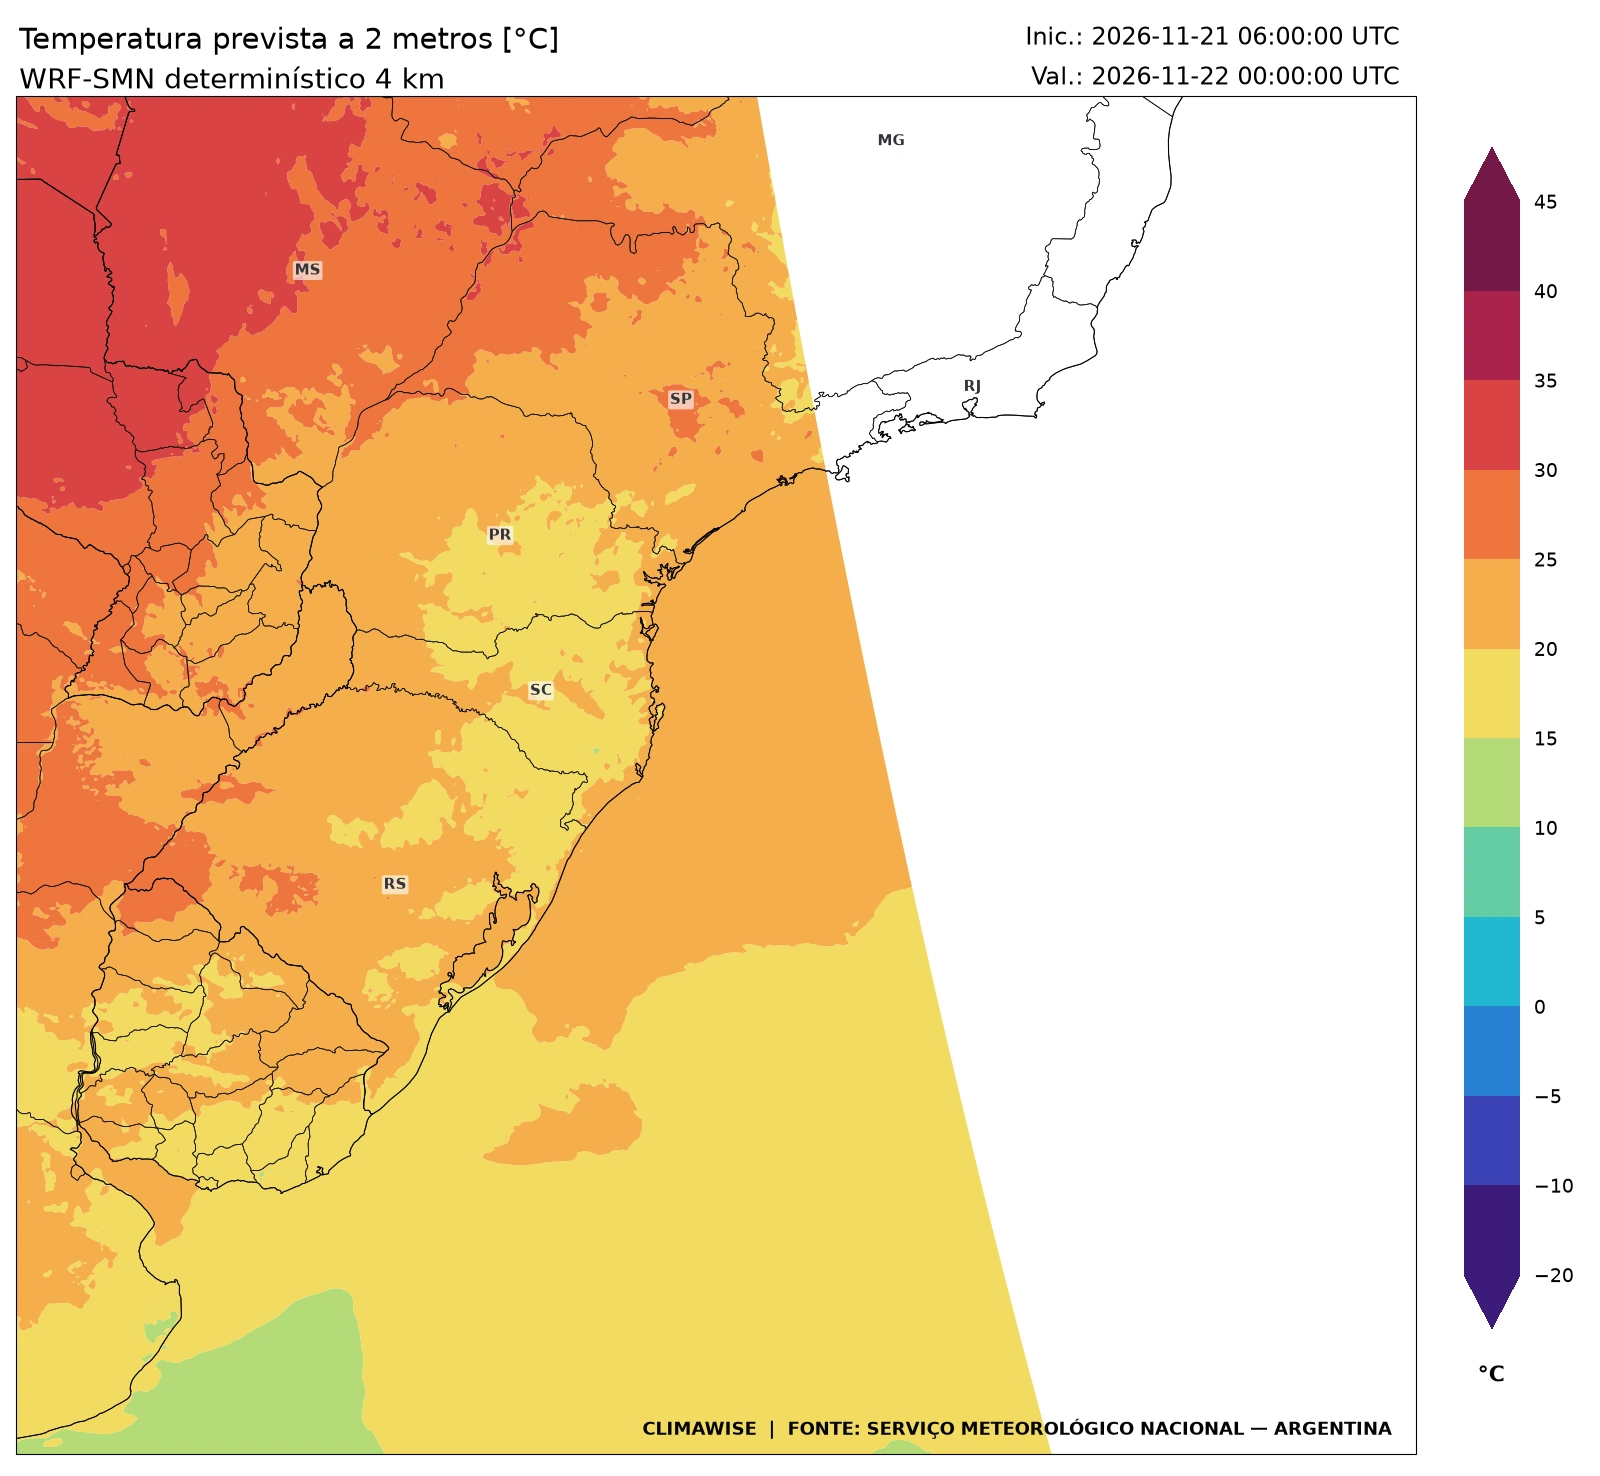 Temperatura prevista a 2 metros [°C]
WRF-SMN determinístico 4 km
Inic.: 2026-11-21 06:00:00 UTC
Val.: 2026-11-22 00:00:00 UTC
MG
MS
RJ
SP
PR
SC
RS
45
40
35
30
25
20
15
10
5
0
−5
−10
−20
°C
CLIMAWISE | FONTE: SERVIÇO METEOROLÓGICO NACIONAL — ARGENTINA